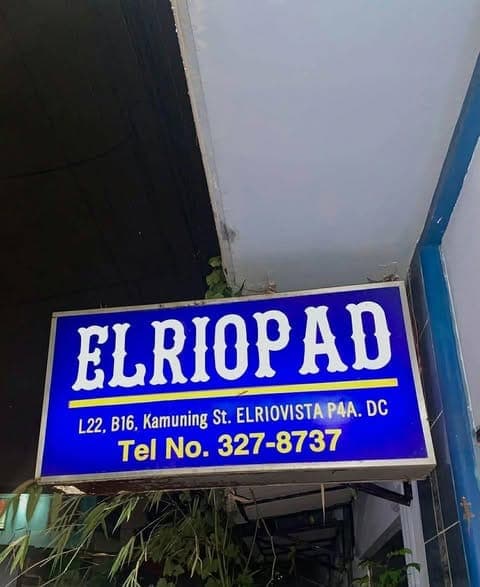 ELRIOPAD
L22, B16, Kamuning St. ELRIOVISTA P4A. DC
Tel No. 327-8737